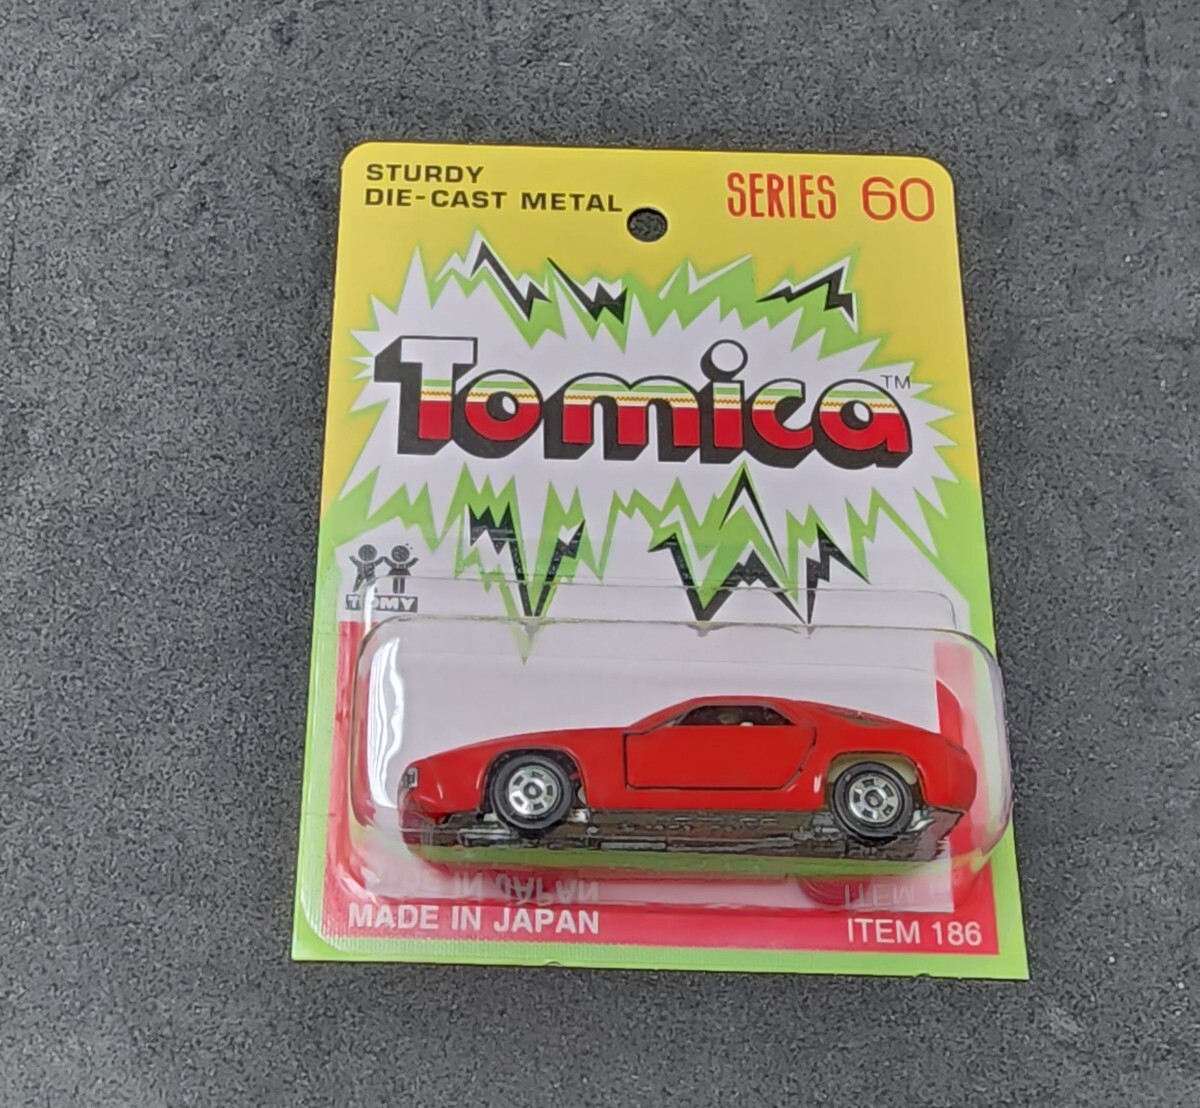 STURDY
DIE-CAST METAL
SERIES 60
Tomica™
TOMY
MADE IN JAPAN
ITEM 186